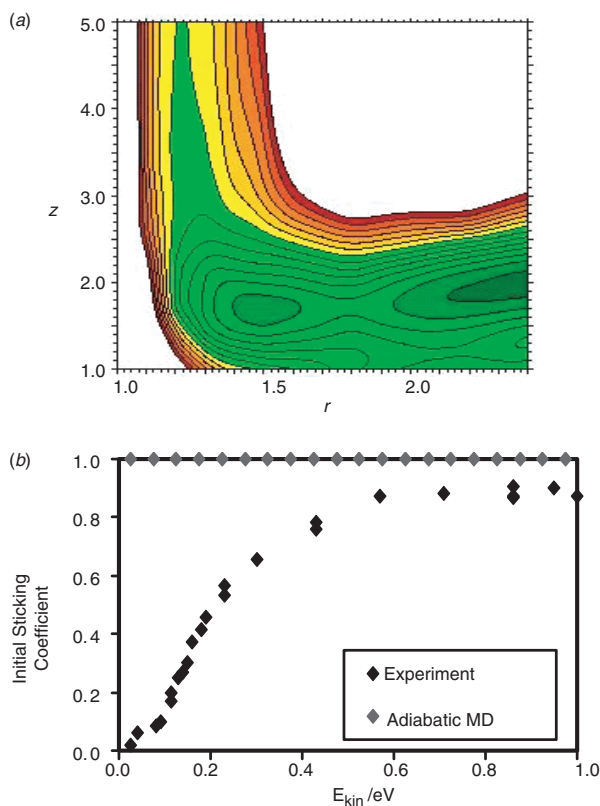 (a)
5.0
4.0
z
3.0
2.0
1.0
1.0 1.5 2.0
r
(b)
1.0
0.8
0.6
0.4
0.2
0.0
Initial Sticking
Coefficient
Experiment
Adiabatic MD
0.0 0.2 0.4 0.6 0.8 1.0
Ekin /eV